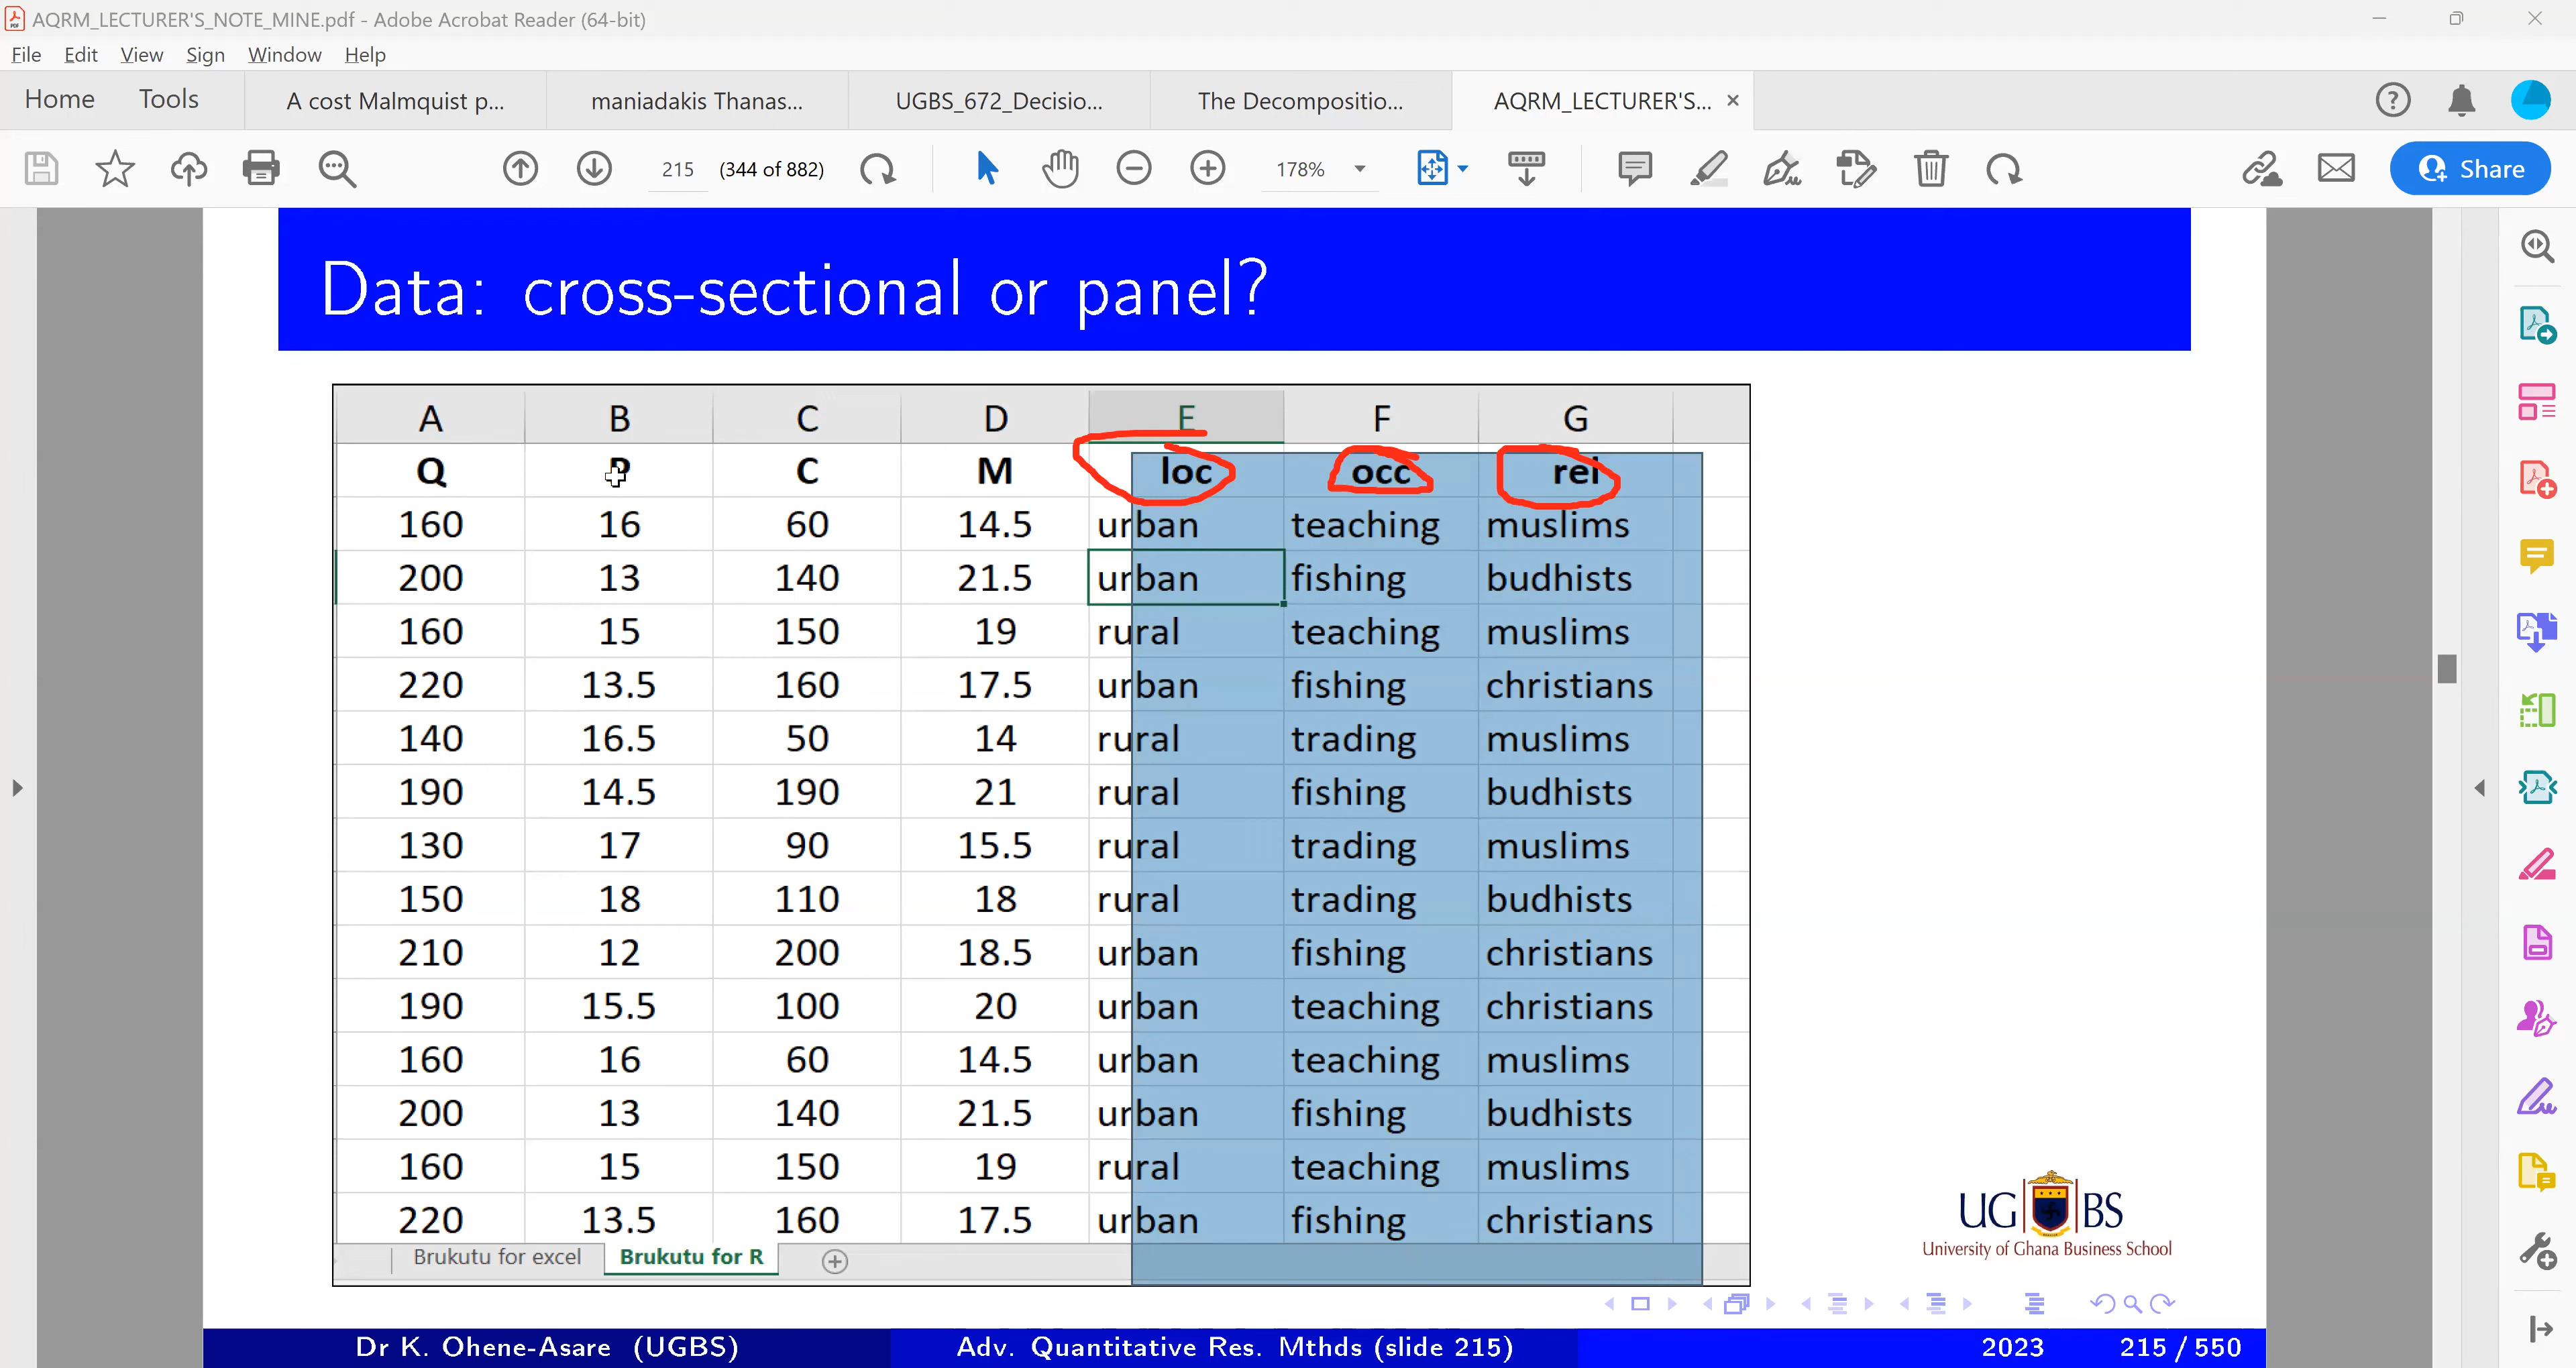 AQRM_LECTURER'S_NOTE_MINE.pdf - Adobe Acrobat Reader (64-bit)
File Edit View Sign Window Help
Home Tools A cost Malmquist p... maniadakis Thanas... UGBS_672_Decisio... The Decompositio... AQRM_LECTURER'S... ×
215 (344 of 882) 178% Share
Data: cross-sectional or panel?
A B C D E F G
Q P C M loc occ rel
160 16 60 14.5 urban teaching muslims
200 13 140 21.5 urban fishing budhists
160 15 150 19 rural teaching muslims
220 13.5 160 17.5 urban fishing christians
140 16.5 50 14 rural trading muslims
190 14.5 190 21 rural fishing budhists
130 17 90 15.5 rural trading muslims
150 18 110 18 rural trading budhists
210 12 200 18.5 urban fishing christians
190 15.5 100 20 urban teaching christians
160 16 60 14.5 urban teaching muslims
200 13 140 21.5 urban fishing budhists
160 15 150 19 rural teaching muslims
220 13.5 160 17.5 urban fishing christians
Brukutu for excel Brukutu for R
UG BS
University of Ghana Business School
Dr K. Ohene-Asare (UGBS) Adv. Quantitative Res. Mthds (slide 215) 2023 215 / 550